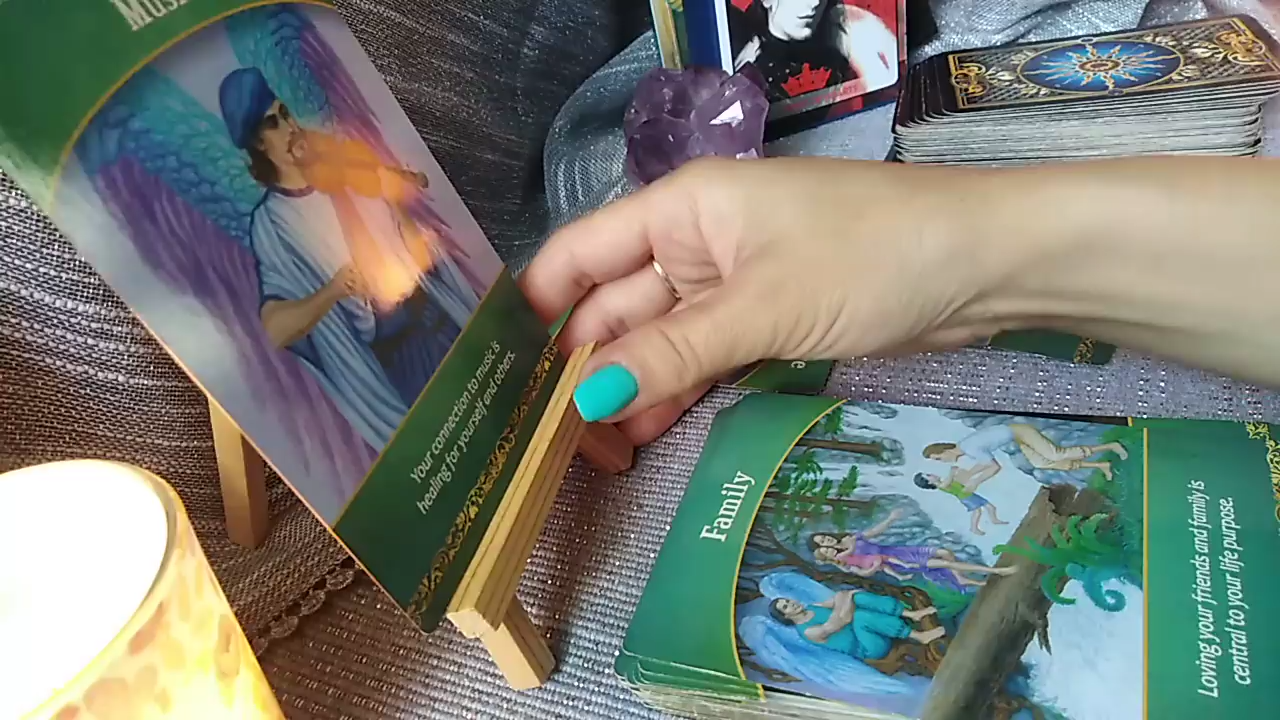 Your connection to music is
healing for yourself and others.
Family
Loving your friends and family is
central to your life purpose.